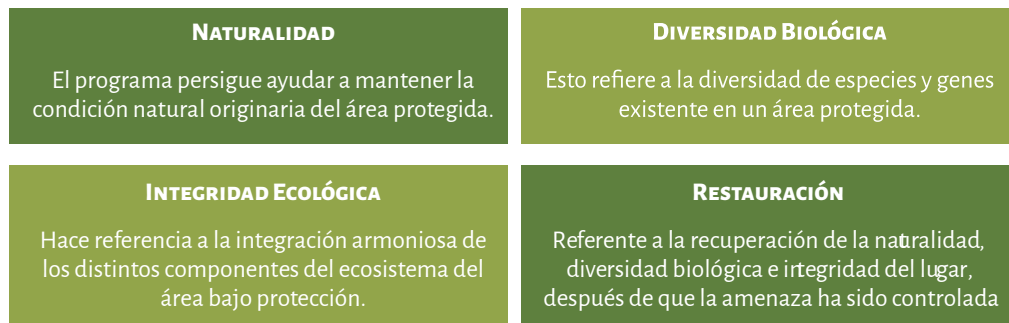 NATURALIDAD
El programa persigue ayudar a mantener la
condición natural originaria del área protegida.
DIVERSIDAD BIOLÓGICA
Esto refiere a la diversidad de especies y genes
existente en un área protegida.
INTEGRIDAD ECOLÓGICA
Hace referencia a la integración armoniosa de
los distintos componentes del ecosistema del
área bajo protección.
RESTAURACIÓN
Referente a la recuperación de la naturalidad,
diversidad biológica e integridad del lugar,
después de que la amenaza ha sido controlada